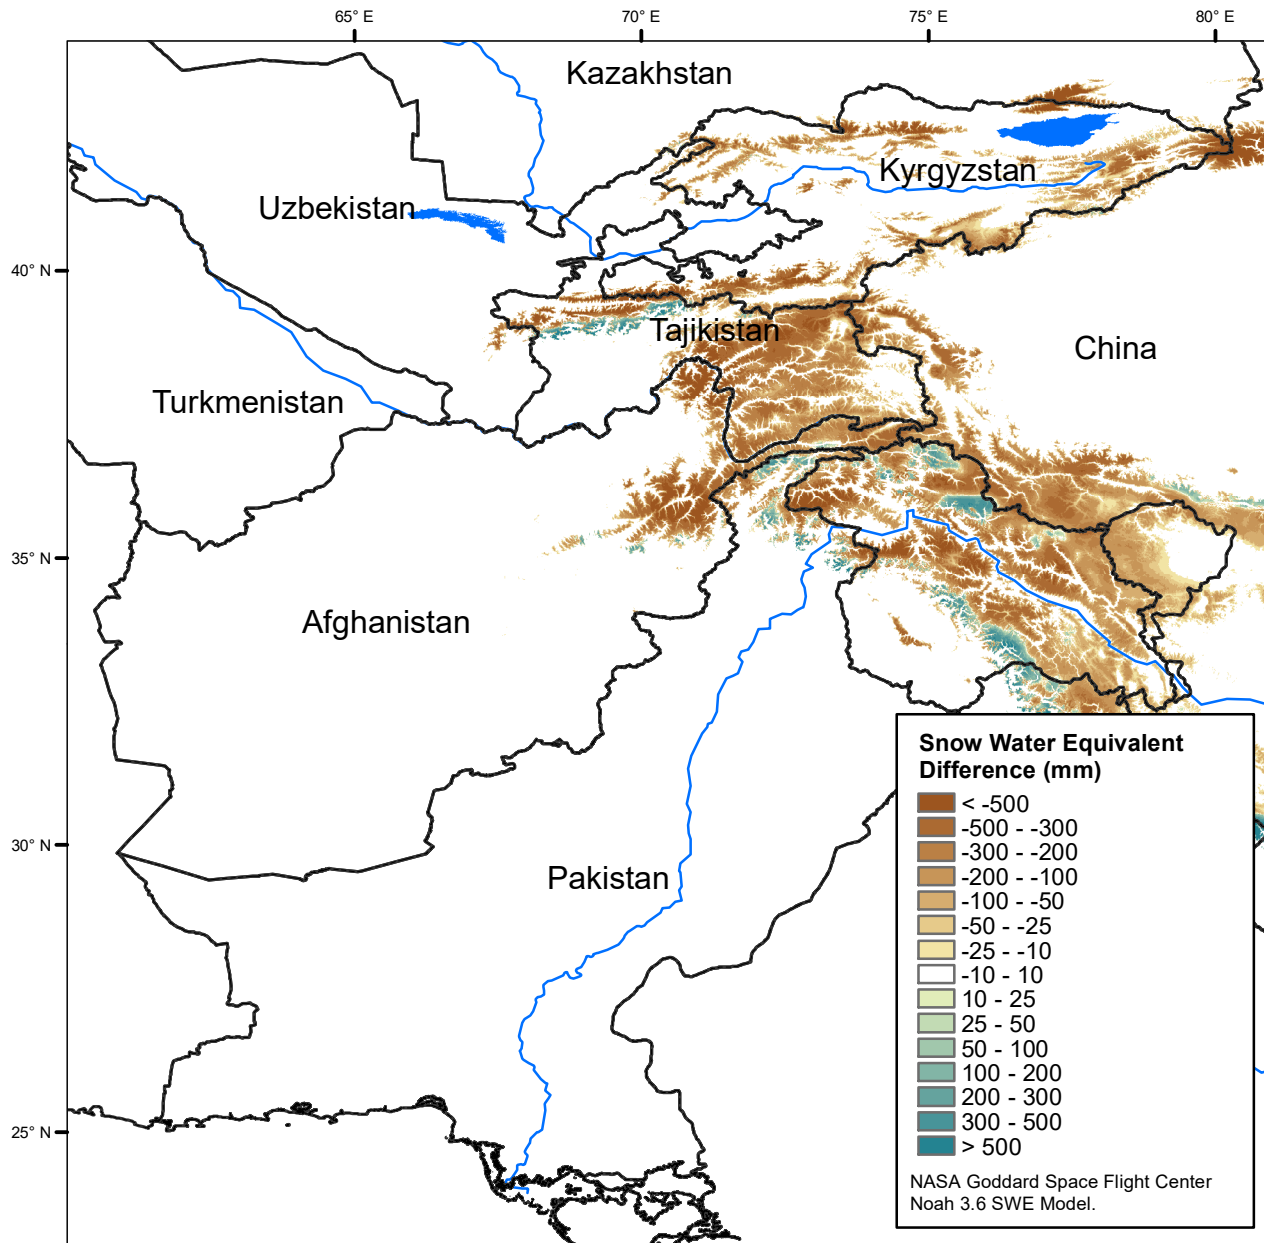 65° E
70° E
75° E
80° E
Kazakhstan
Kyrgyzstan
Uzbekistan
40° N
Tajikistan
China
Turkmenistan
35° N
Afghanistan
30° N
Pakistan
25° N
Snow Water Equivalent
Difference (mm)
< -500
-500 - -300
-300 - -200
-200 - -100
-100 - -50
-50 - -25
-25 - -10
-10 - 10
10 - 25
25 - 50
50 - 100
100 - 200
200 - 300
300 - 500
> 500
NASA Goddard Space Flight Center
Noah 3.6 SWE Model.